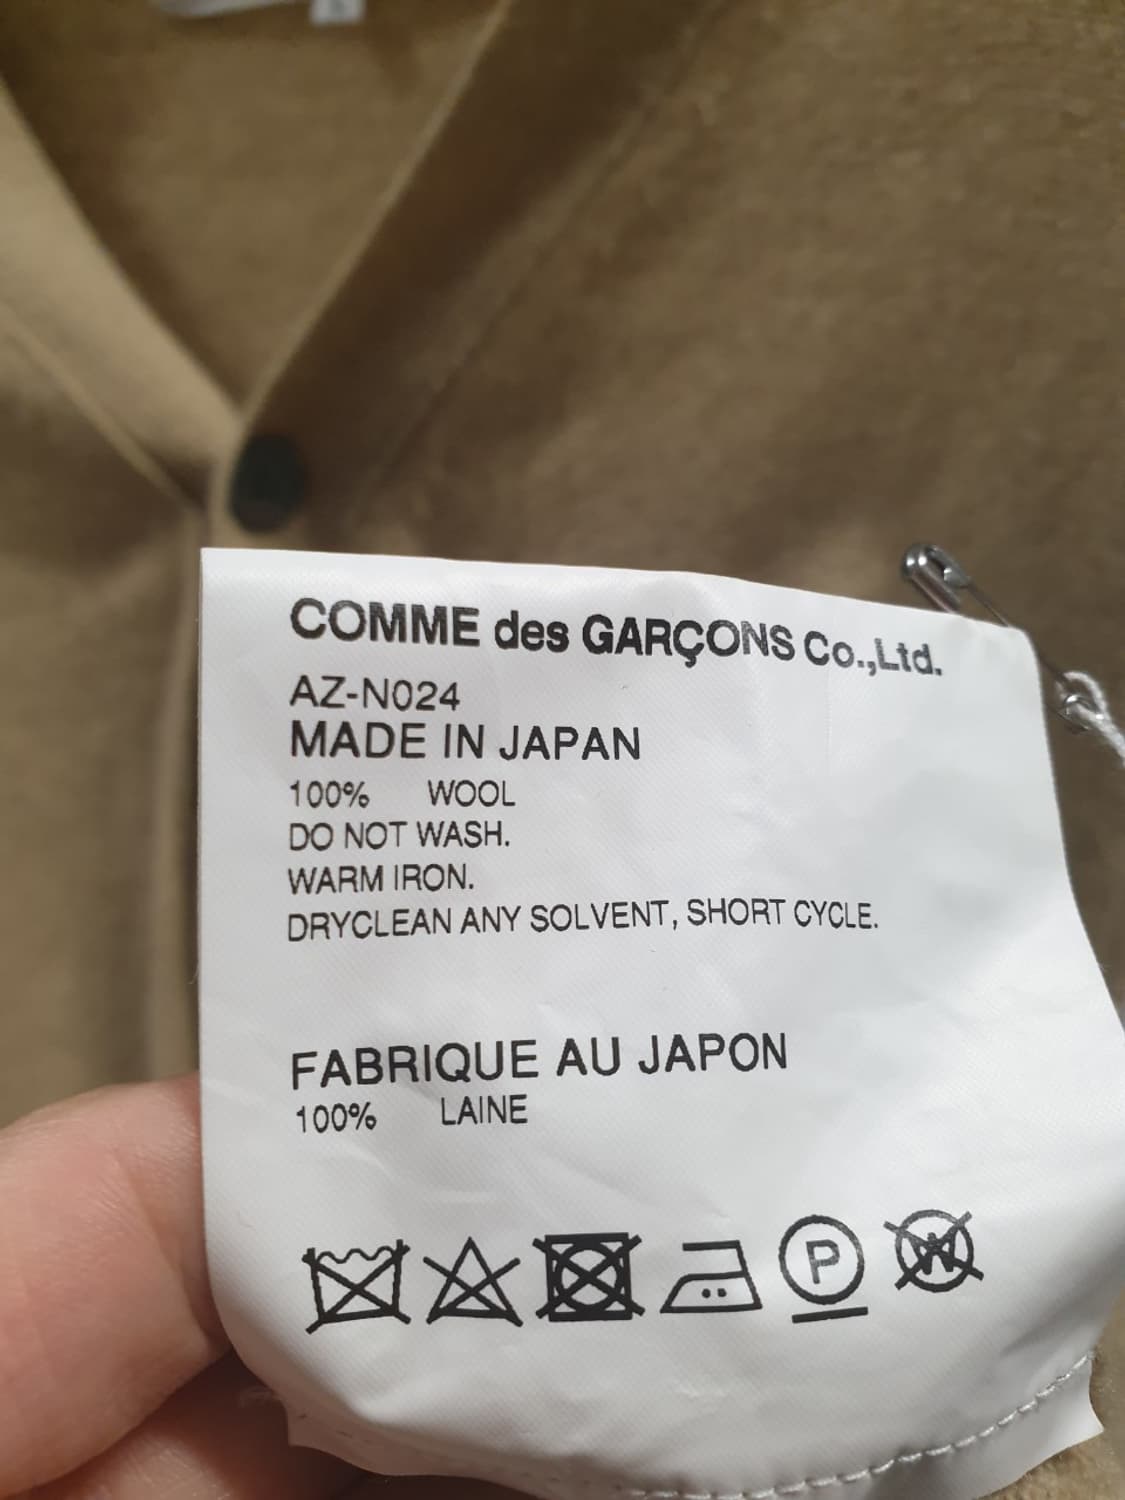 COMME des GARÇONS Co.,Ltd.
AZ-N024
MADE IN JAPAN
100% WOOL
DO NOT WASH.
WARM IRON.
DRYCLEAN ANY SOLVENT, SHORT CYCLE.
FABRIQUE AU JAPON
100% LAINE
P
W